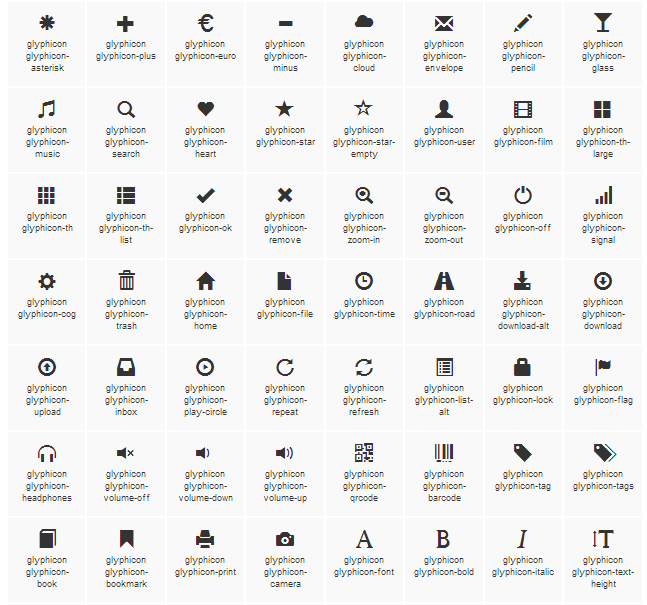 glyphicon
glyphicon-
asterisk
glyphicon
glyphicon-plus
glyphicon
glyphicon-euro
glyphicon
glyphicon-
minus
glyphicon
glyphicon-
cloud
glyphicon
glyphicon-
envelope
glyphicon
glyphicon-
pencil
glyphicon
glyphicon-
glass
glyphicon
glyphicon-
music
glyphicon
glyphicon-
search
glyphicon
glyphicon-
heart
glyphicon
glyphicon-star
glyphicon
glyphicon-star-
empty
glyphicon
glyphicon-user
glyphicon
glyphicon-film
glyphicon
glyphicon-th-
large
glyphicon
glyphicon-th
glyphicon
glyphicon-th-
list
glyphicon
glyphicon-ok
glyphicon
glyphicon-
remove
glyphicon
glyphicon-
zoom-in
glyphicon
glyphicon-
zoom-out
glyphicon
glyphicon-off
glyphicon
glyphicon-
signal
glyphicon
glyphicon-cog
glyphicon
glyphicon-
trash
glyphicon
glyphicon-
home
glyphicon
glyphicon-file
glyphicon
glyphicon-time
glyphicon
glyphicon-road
glyphicon
glyphicon-
download-alt
glyphicon
glyphicon-
download
glyphicon
glyphicon-
upload
glyphicon
glyphicon-
inbox
glyphicon
glyphicon-
play-circle
glyphicon
glyphicon-
repeat
glyphicon
glyphicon-
refresh
glyphicon
glyphicon-list-
alt
glyphicon
glyphicon-lock
glyphicon
glyphicon-flag
glyphicon
glyphicon-
headphones
glyphicon
glyphicon-
volume-off
glyphicon
glyphicon-
volume-down
glyphicon
glyphicon-
volume-up
glyphicon
glyphicon-
qrcode
glyphicon
glyphicon-
barcode
glyphicon
glyphicon-tag
glyphicon
glyphicon-tags
glyphicon
glyphicon-
book
glyphicon
glyphicon-
bookmark
glyphicon
glyphicon-print
glyphicon
glyphicon-
camera
A
glyphicon
glyphicon-font
B
glyphicon
glyphicon-bold
I
glyphicon
glyphicon-italic
T
glyphicon
glyphicon-text-
height